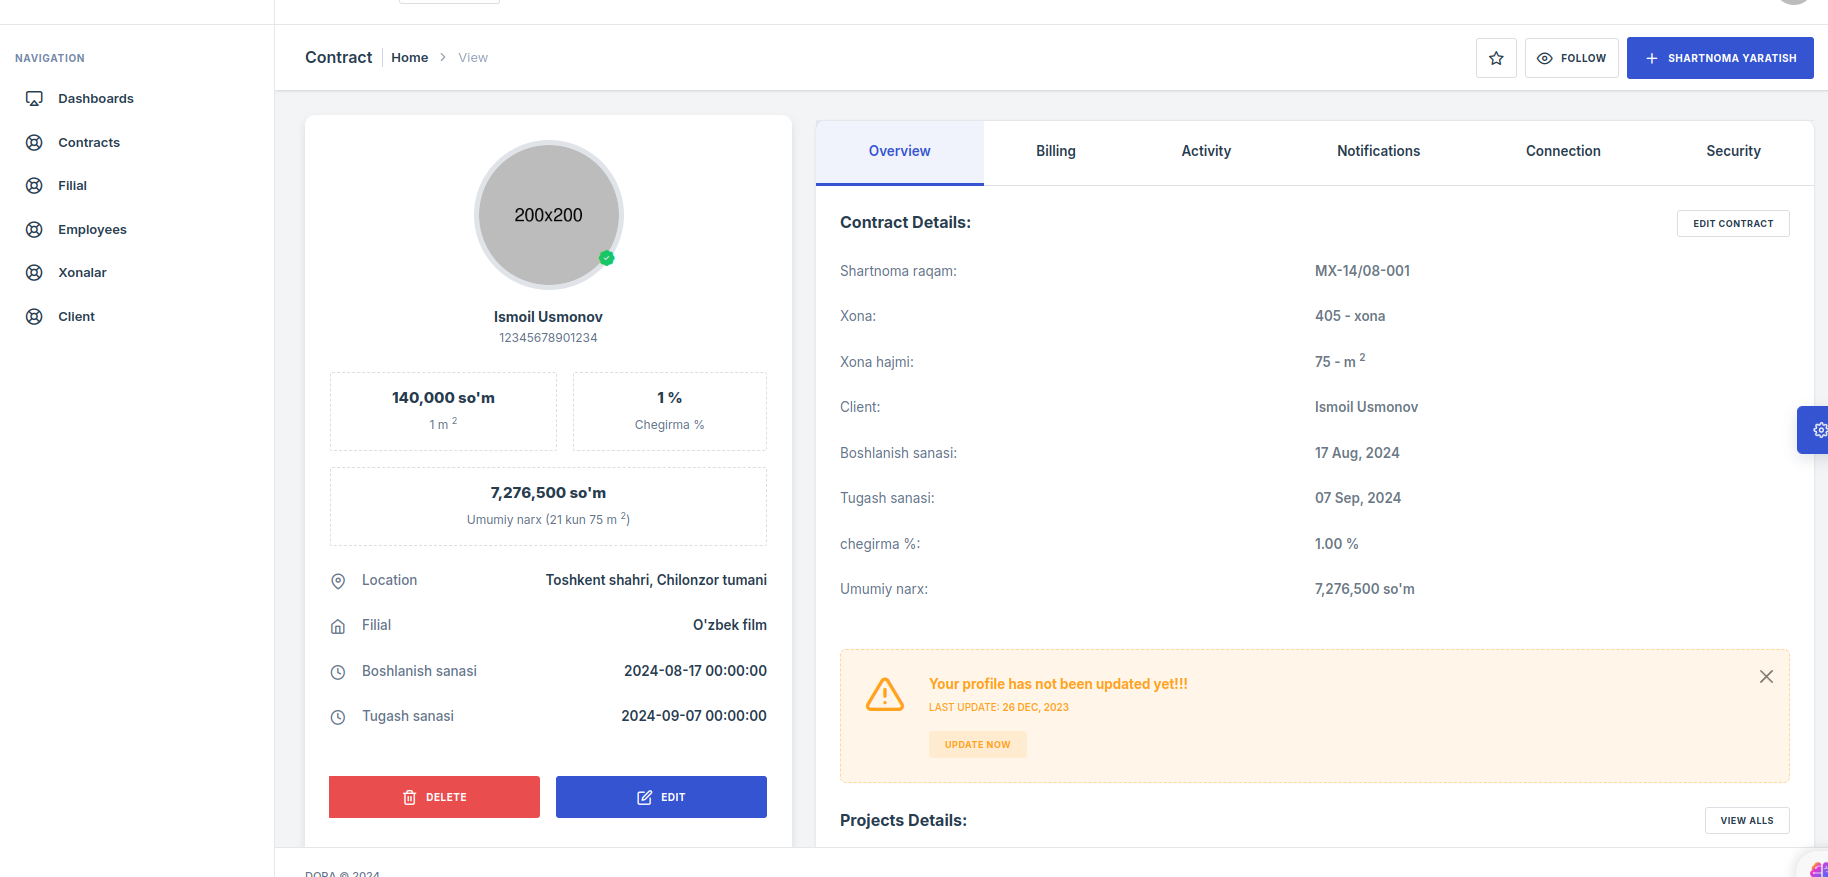 Contract
Home
View
FOLLOW
SHARTNOMA YARATISH
NAVIGATION
Dashboards
Contracts
Filial
Employees
Xonalar
Client
200x200
Ismoil Usmonov
12345678901234
140,000 so'm
1 m 2
1 %
Chegirma %
7,276,500 so'm
Umumiy narx (21 kun 75 m 2)
Location Toshkent shahri, Chilonzor tumani
Filial O'zbek film
Boshlanish sanasi 2024-08-17 00:00:00
Tugash sanasi 2024-09-07 00:00:00
DELETE
EDIT
Overview Billing Activity Notifications Connection Security
Contract Details:
EDIT CONTRACT
Shartnoma raqam: MX-14/08-001
Xona: 405 - xona
Xona hajmi: 75 - m 2
Client: Ismoil Usmonov
Boshlanish sanasi: 17 Aug, 2024
Tugash sanasi: 07 Sep, 2024
chegirma %: 1.00 %
Umumiy narx: 7,276,500 so'm
Your profile has not been updated yet!!!
LAST UPDATE: 26 DEC, 2023
UPDATE NOW
Projects Details:
VIEW ALLS
© 2024